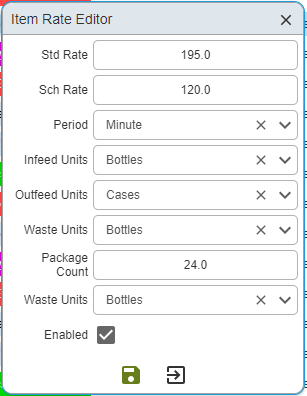 Item Rate Editor
Std Rate 195.0
Sch Rate 120.0
Period Minute
Infeed Units Bottles
Outfeed Units Cases
Waste Units Bottles
Package
Count 24.0
Waste Units Bottles
Enabled